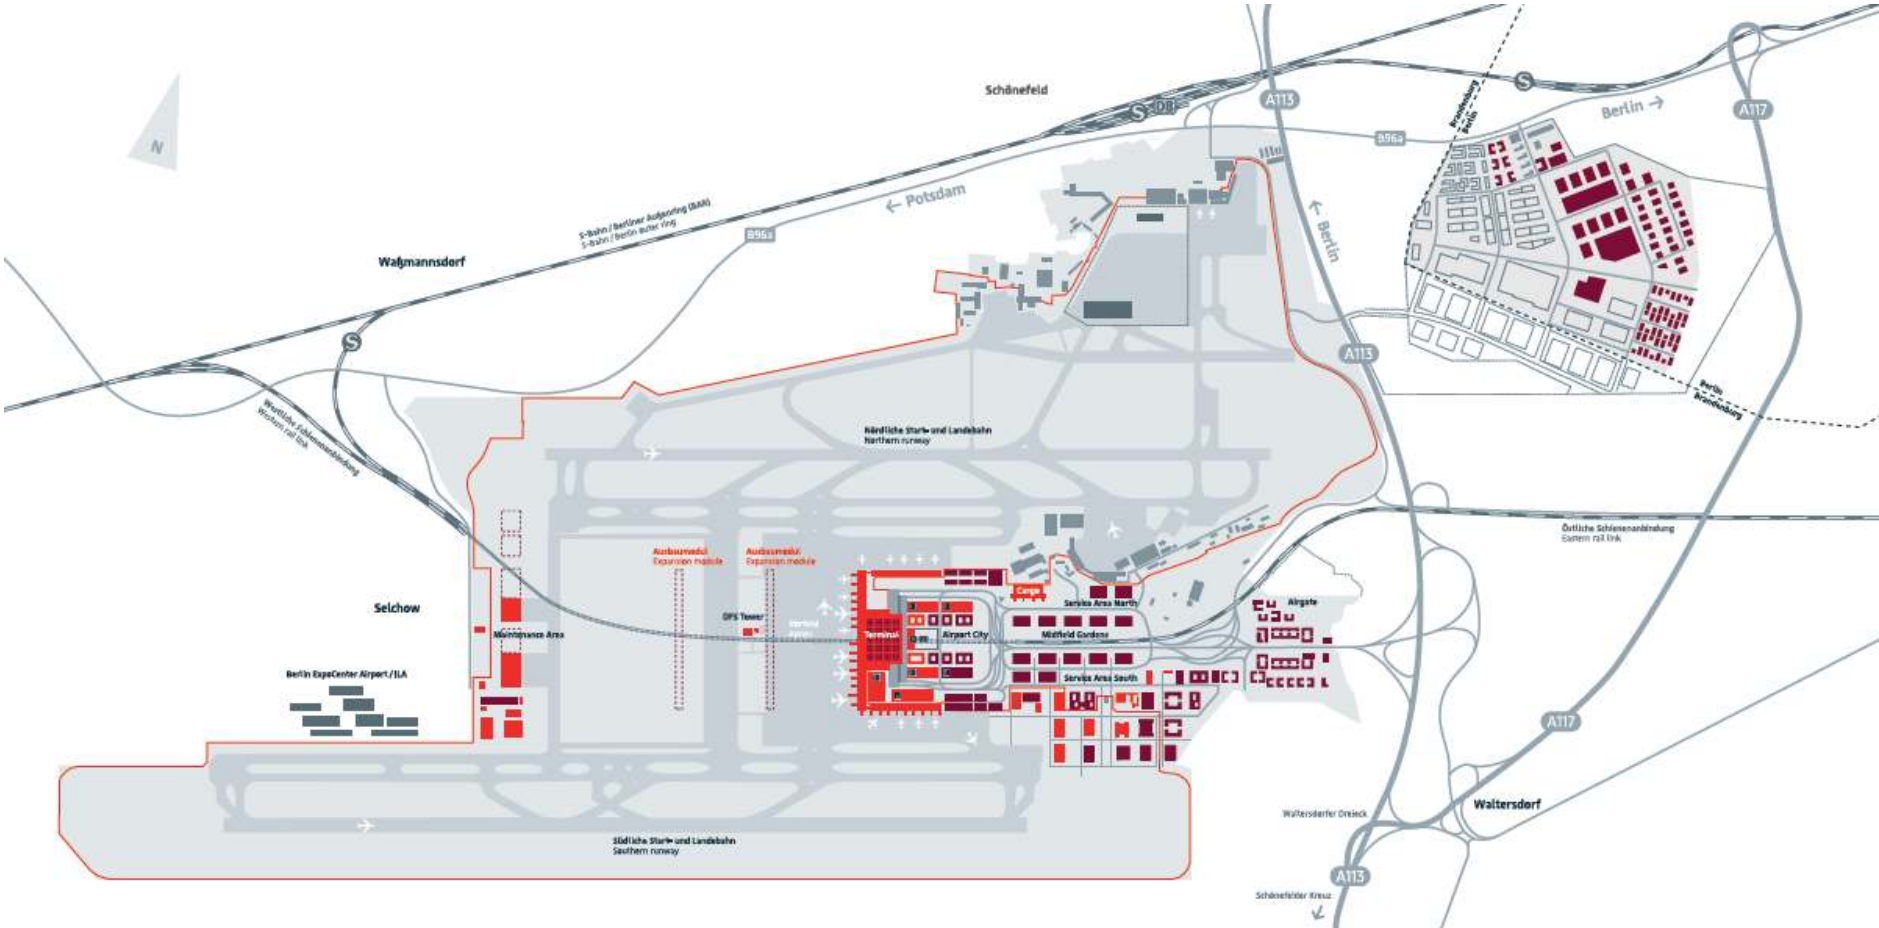 Schönefeld
A113
S
DB
S
Brandenburg
Berlin
Berlin →
A117
B96a
N
← Potsdam
← Berlin
S-Bahn / Berliner Außenring (BAR)
S-Bahn / Berlin outer ring
B96a
Waßmannsdorf
S
A113
Berlin
Brandenburg
Westliche Schienenanbindung
Western rail link
Nördliche Start- und Landebahn
Northern runway
Östliche Schienenanbindung
Eastern rail link
Ausbaumodul
Expansion module
Ausbaumodul
Expansion module
Cargo
Service Area North
Airgate
Selchow
DFS Tower
Vorfeld
Apron
Maintenance Area
Terminal
Airport City
Midfield Gardens
Berlin ExpoCenter Airport / ILA
Service Area South
A117
Waltersdorf
Waltersdorfer Dreieck
Südliche Start- und Landebahn
Southern runway
A113
Schönefelder Kreuz